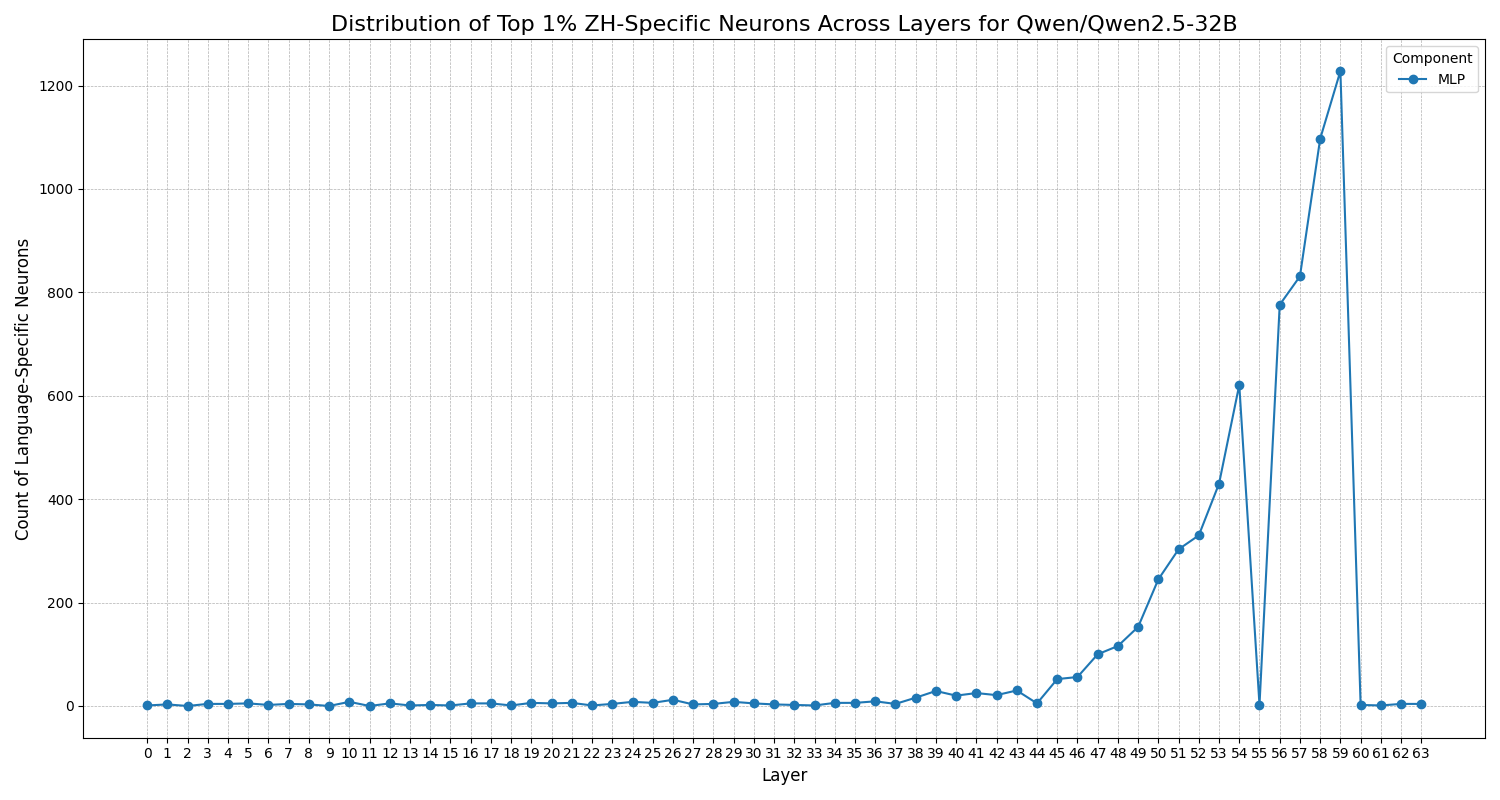 Distribution of Top 1% ZH-Specific Neurons Across Layers for Qwen/Qwen2.5-32B
Component
MLP
1200
1000
800
600
400
200
0
Count of Language-Specific Neurons
0 1 2 3 4 5 6 7 8 9 10 11 12 13 14 15 16 17 18 19 20 21 22 23 24 25 26 27 28 29 30 31 32 33 34 35 36 37 38 39 40 41 42 43 44 45 46 47 48 49 50 51 52 53 54 55 56 57 58 59 60 61 62 63
Layer